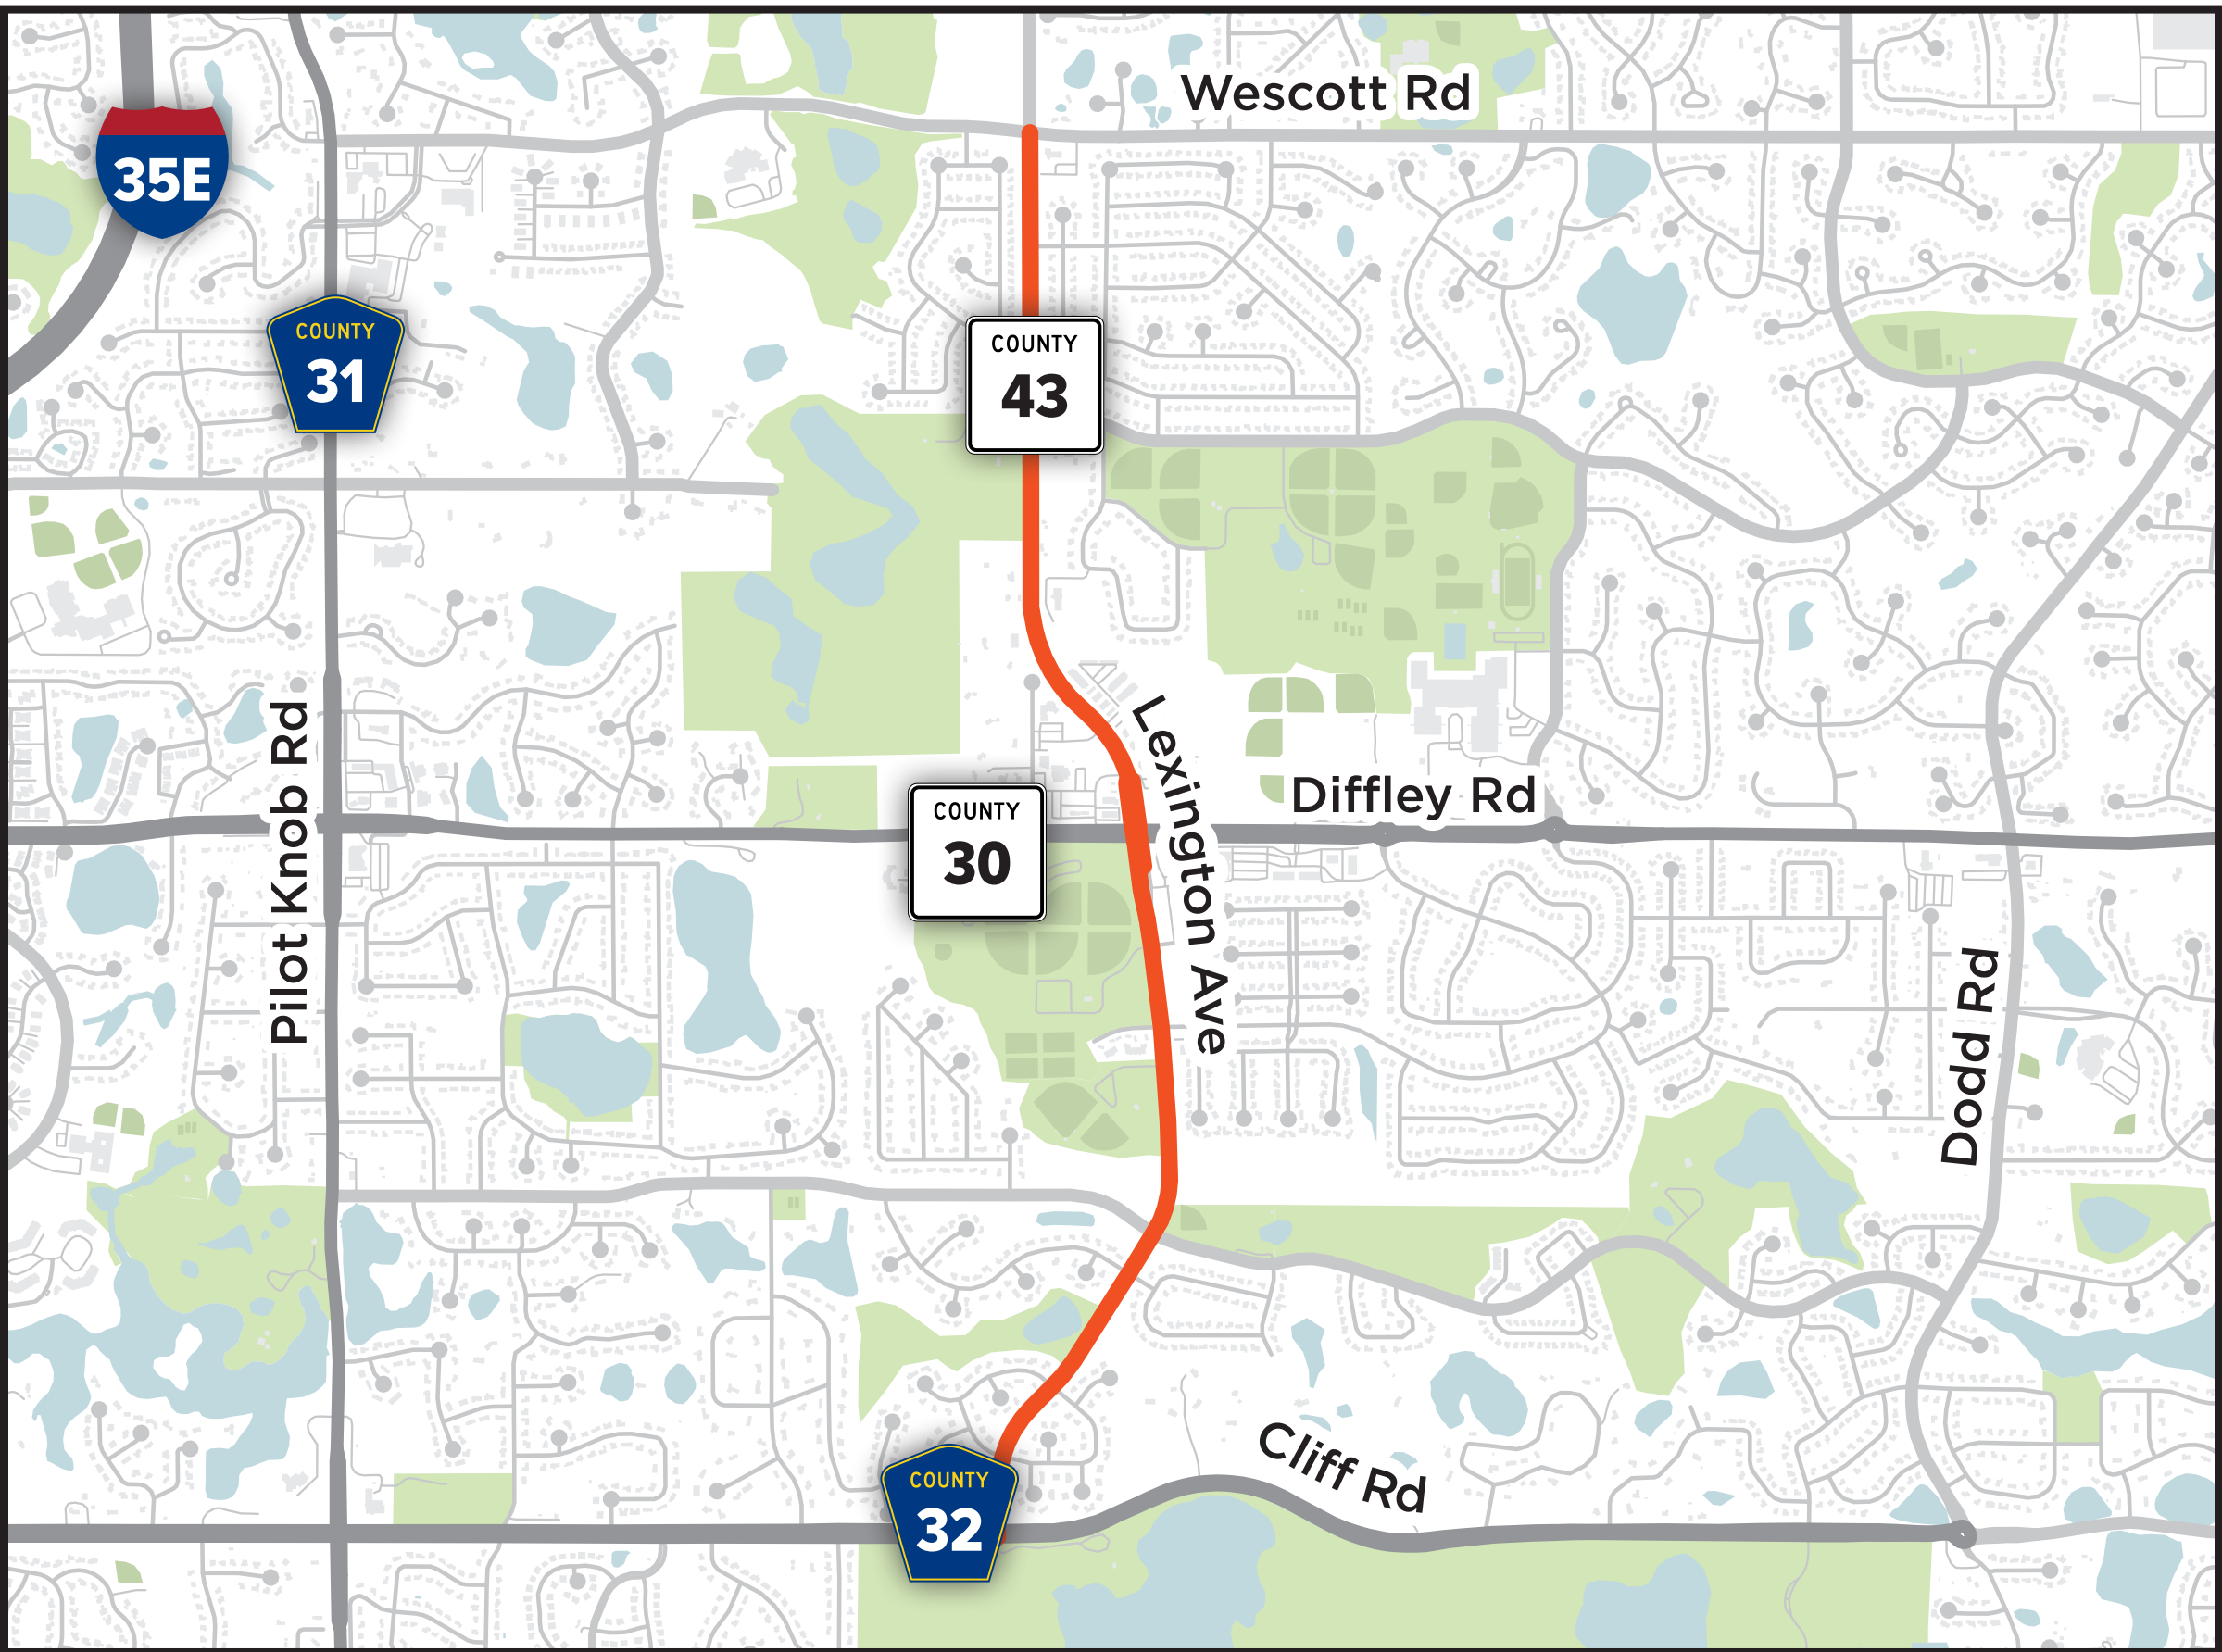 Wescott Rd
35E
COUNTY
31
COUNTY
43
Pilot Knob Rd
Lexington Ave
Diffley Rd
COUNTY
30
Dodd Rd
Cliff Rd
COUNTY
32